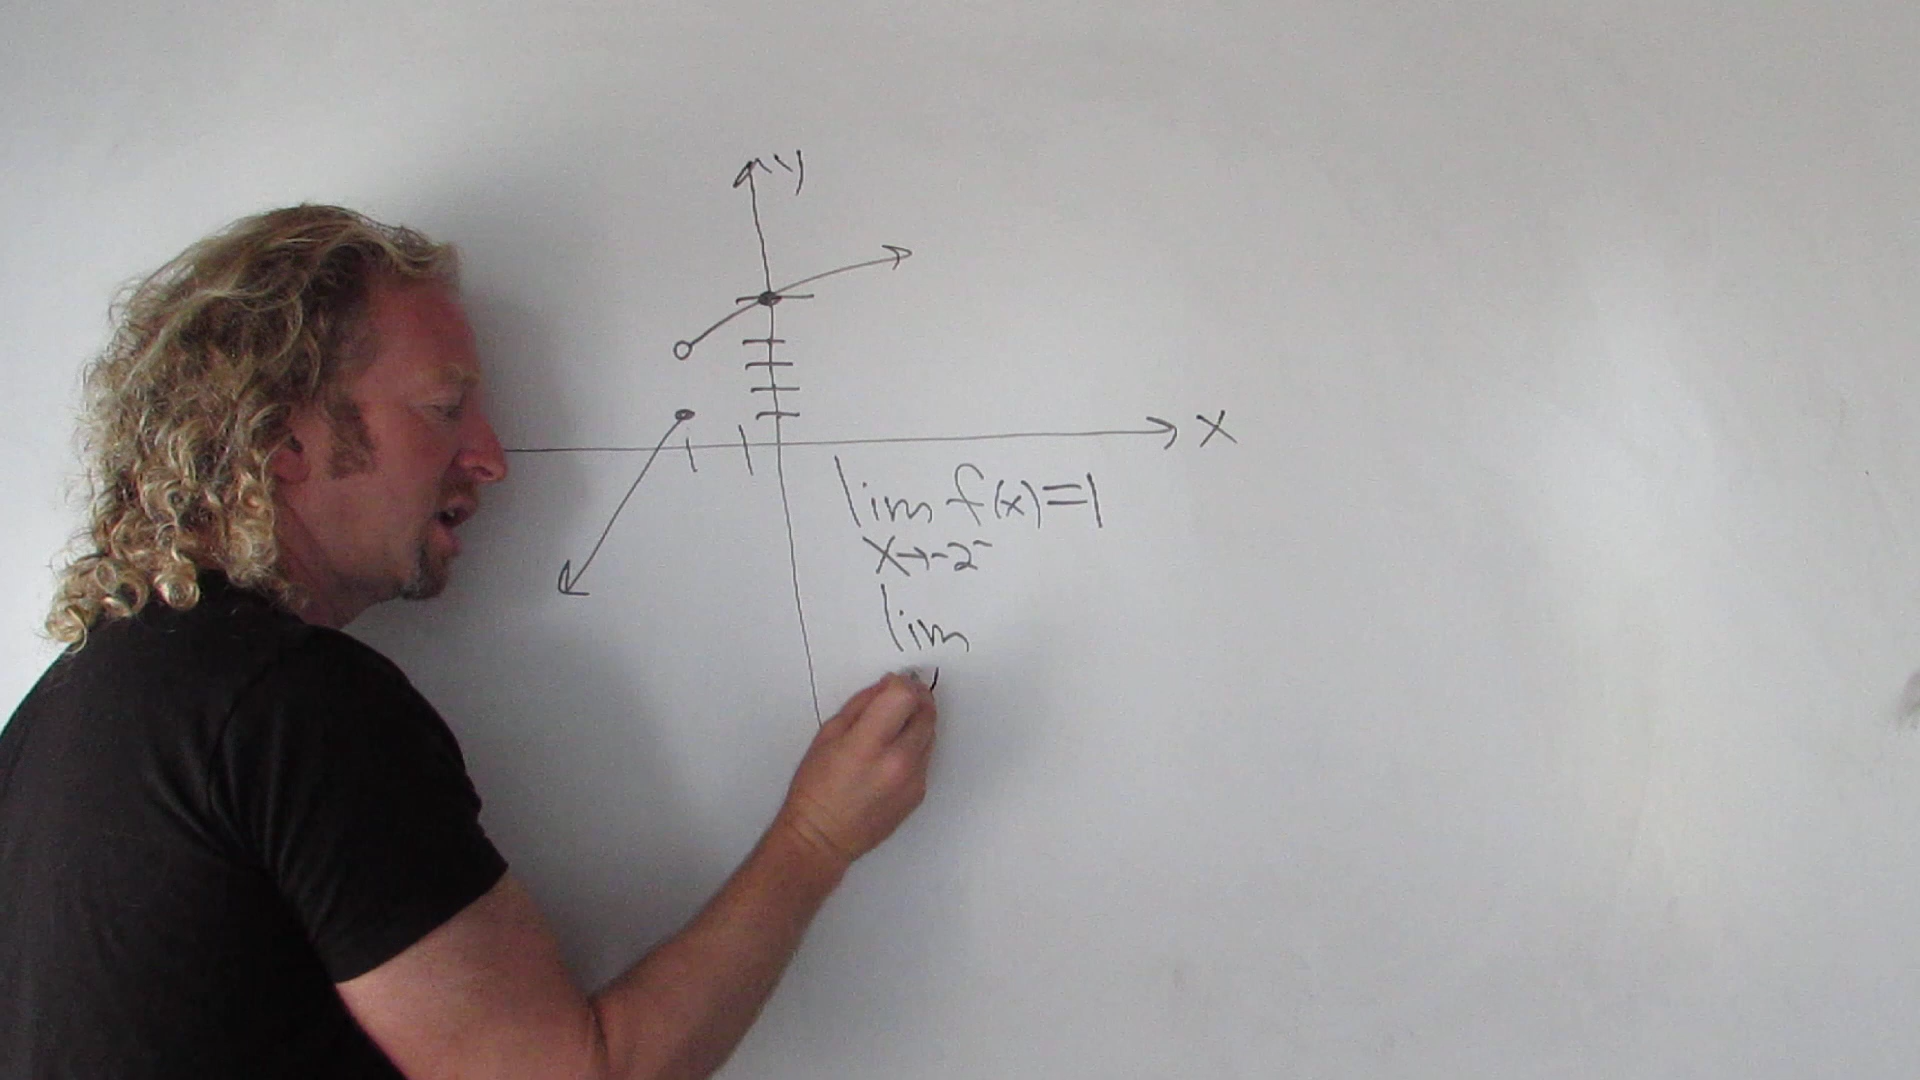 y
x
lim f(x)=1
x→-2⁻
lim